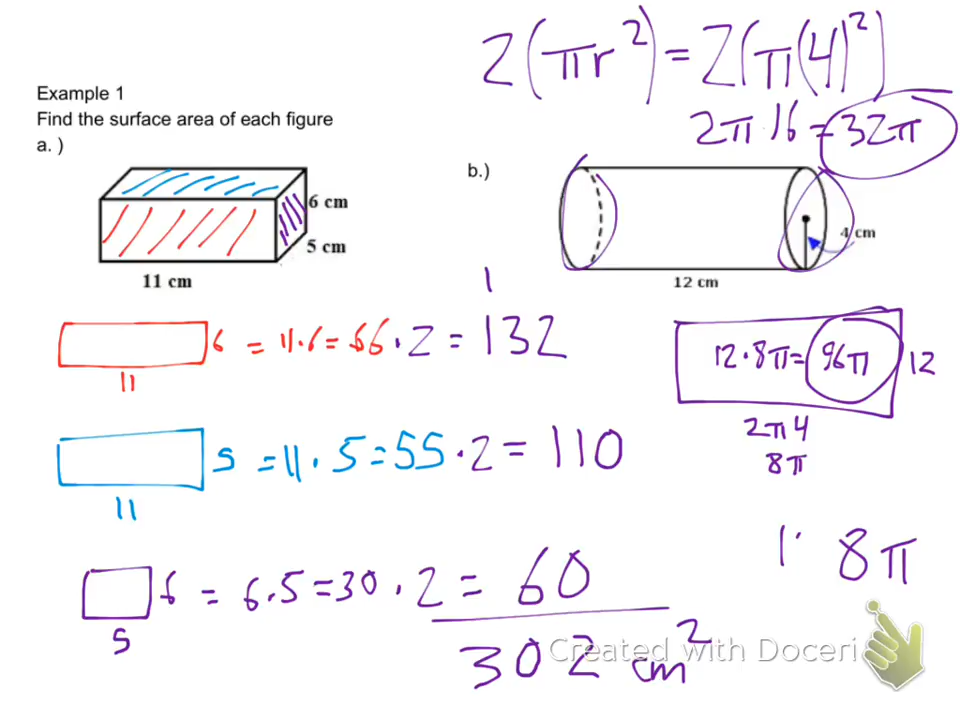 2(πr²) = 2(π(4)²)
2π·16 = 32π
Example 1
Find the surface area of each figure
a. )
b.)
6 cm
5 cm
11 cm
4 cm
12 cm
1
6 = 11·6 = 66·2 = 132
11
12·8π = 96π 12
2π4
8π
5 = 11·5 = 55·2 = 110
11
8π
6 = 6·5 = 30·2 = 60
5
302 cm²
Created with Doceri